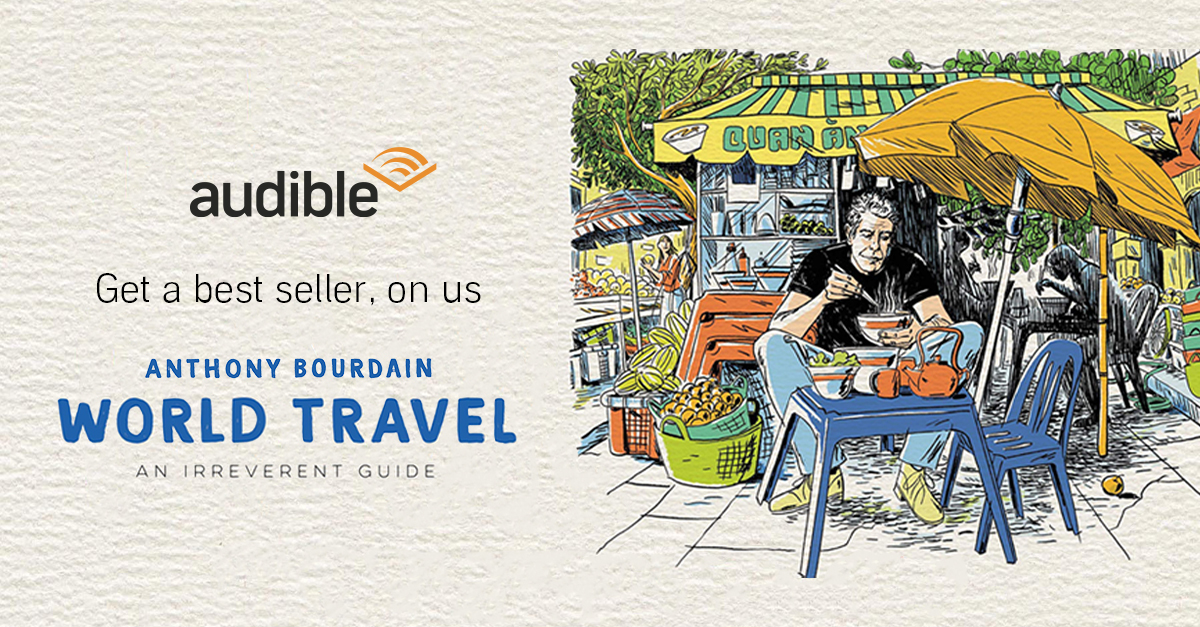 audible
Get a best seller, on us
ANTHONY BOURDAIN
WORLD TRAVEL
AN IRREVERENT GUIDE
QUAN ĂN